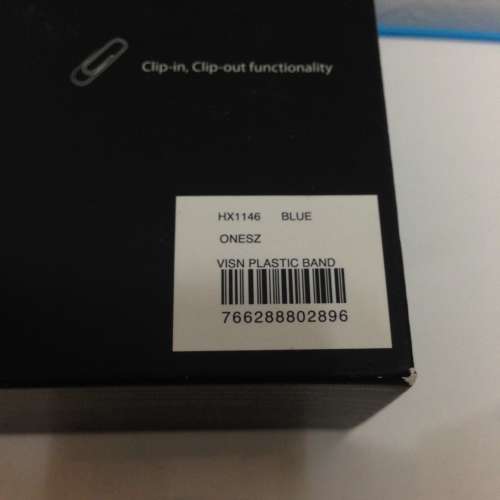 Clip-in, Clip-out functionality
HX1146 BLUE
ONESZ
VISN PLASTIC BAND
766288802896